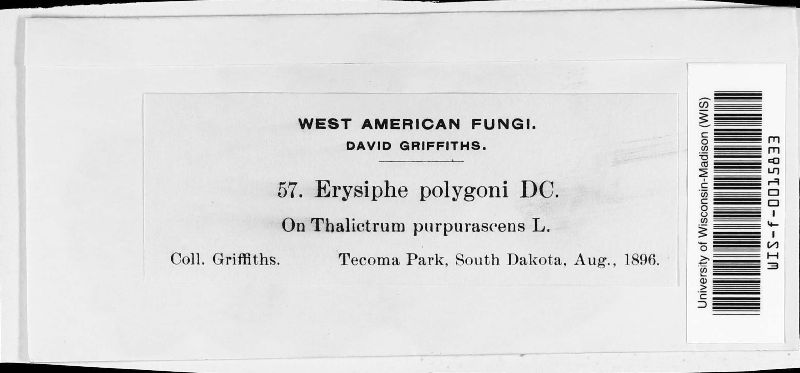 WEST AMERICAN FUNGI.
DAVID GRIFFITHS.
57. Erysiphe polygoni DC.
On Thalictrum purpurascens L.
Coll. Griffiths. Tecoma Park, South Dakota, Aug., 1896.
University of Wisconsin-Madison (WIS)
WIS-f-00158E3